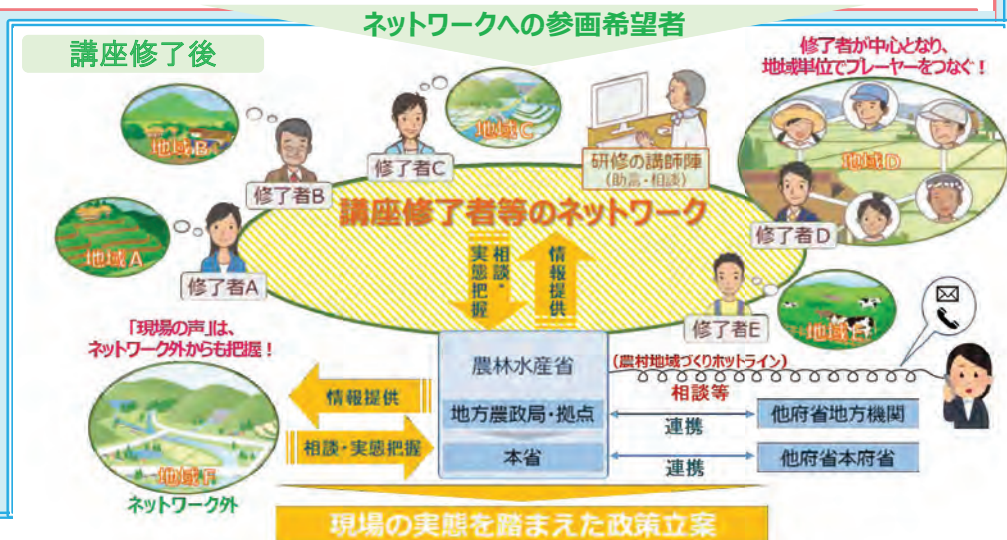 ネットワークへの参画希望者
講座修了後
修了者が中心となり、
地域単位でプレーヤーをつなぐ！
地域B
修了者B
修了者C
地域C
研修の講師陣
(助言・相談)
地域D
修了者D
地域A
修了者A
講座修了者等のネットワーク
相談・
実態把握
情報提供
修了者E
地域E
「現場の声」は、
ネットワーク外からも把握！
農林水産省
地方農政局・拠点
本省
(農村地域づくりホットライン)
相談等
情報提供
相談・実態把握
連携
他府省地方機関
連携
他府省本府省
地域F
ネットワーク外
現場の実態を踏まえた政策立案